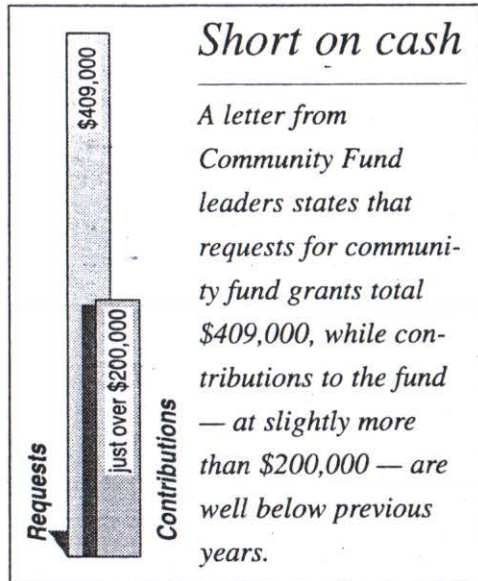 Short on cash
A letter from
Community Fund
leaders states that
requests for communi-
ty fund grants total
$409,000, while con-
tributions to the fund
— at slightly more
than $200,000 — are
well below previous
years.
Requests
$409,000
just over $200,000
Contributions